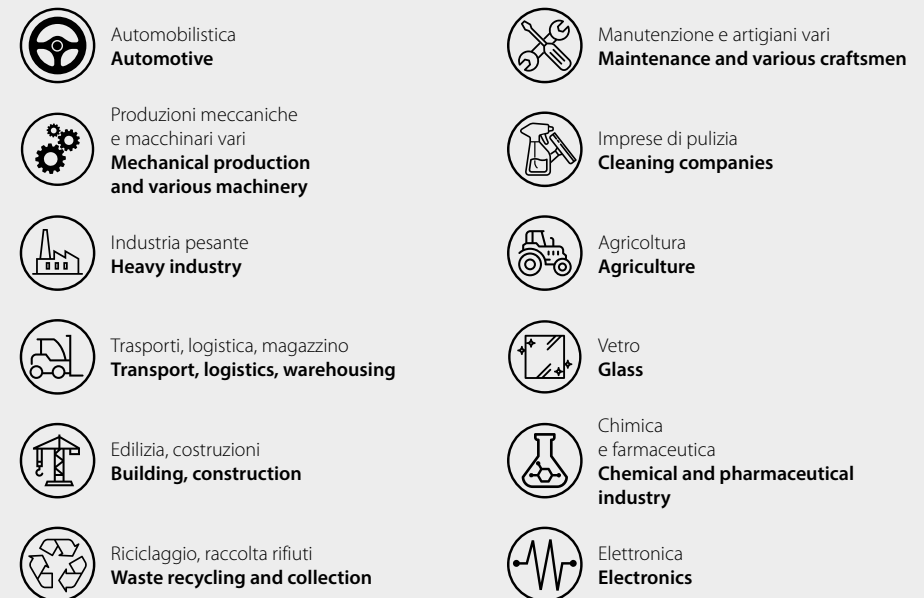 Automobilistica
Automotive
Produzioni meccaniche
e macchinari vari
Mechanical production
and various machinery
Industria pesante
Heavy industry
Trasporti, logistica, magazzino
Transport, logistics, warehousing
Edilizia, costruzioni
Building, construction
Riciclaggio, raccolta rifiuti
Waste recycling and collection
Manutenzione e artigiani vari
Maintenance and various craftsmen
Imprese di pulizia
Cleaning companies
Agricoltura
Agriculture
Vetro
Glass
Chimica
e farmaceutica
Chemical and pharmaceutical
industry
Elettronica
Electronics